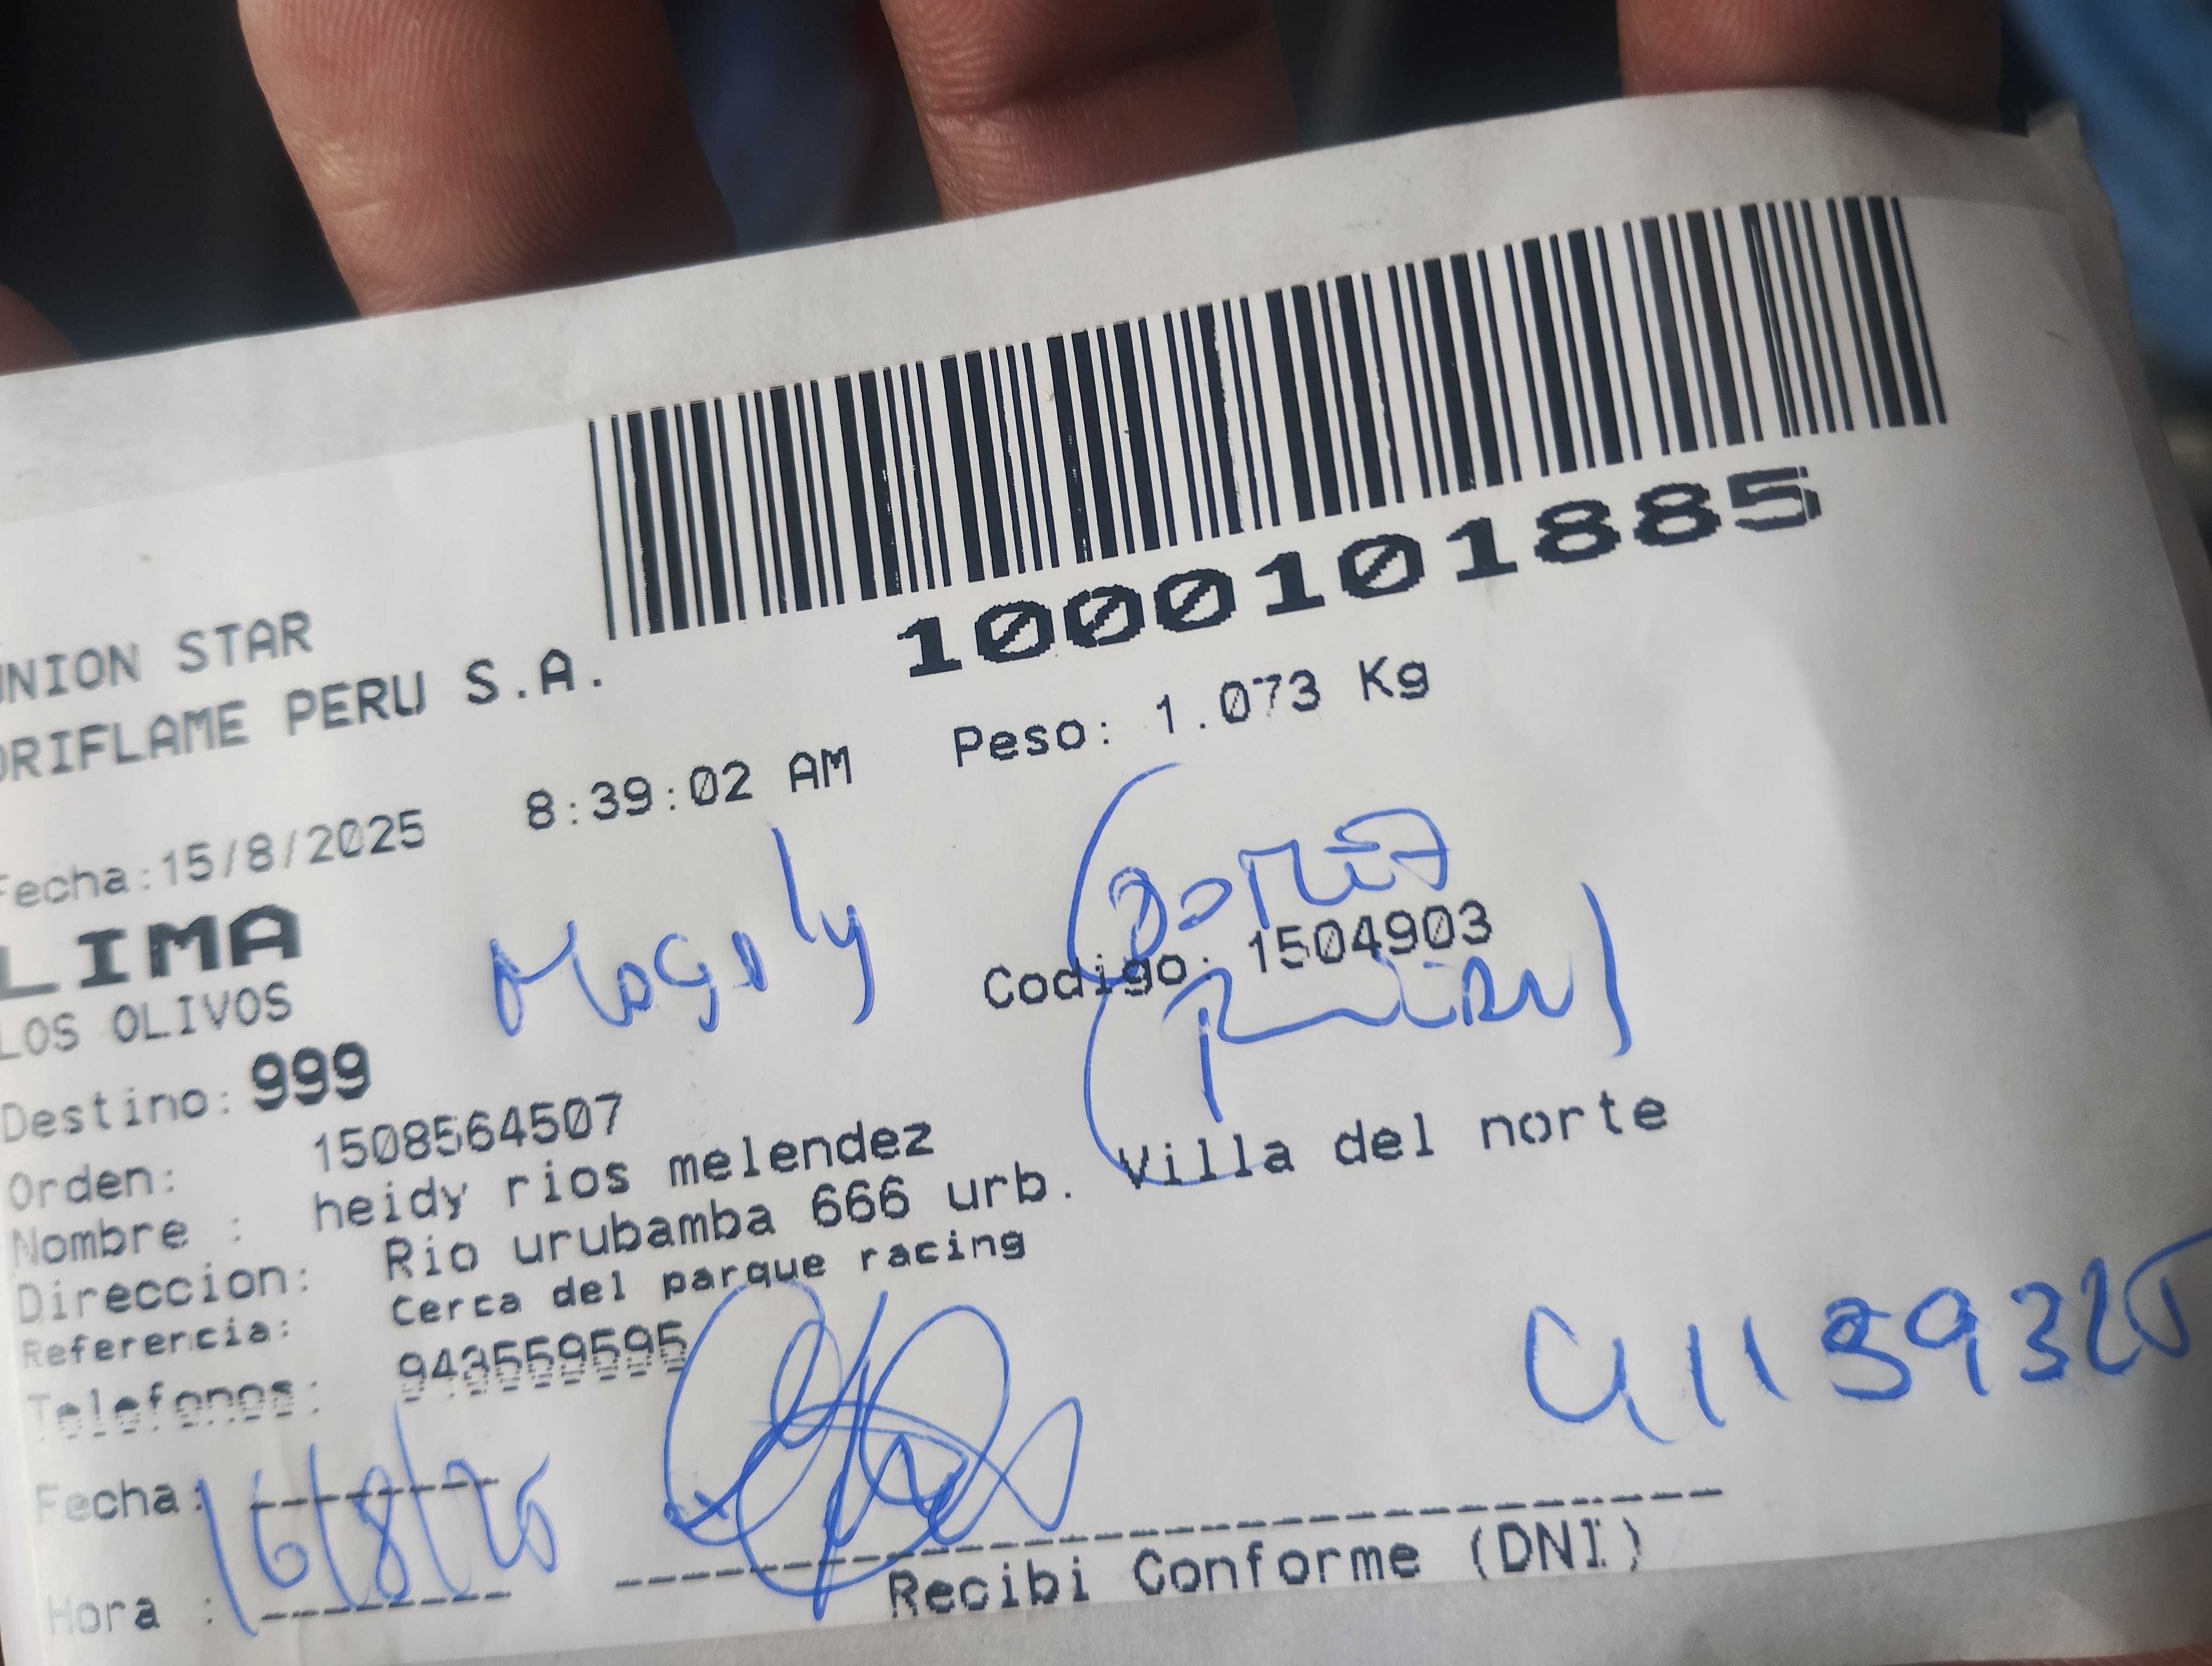 1000101885
UNION STAR
ORIFLAME PERU S.A.
Peso: 1.073 Kg
Fecha:15/8/2025 8:39:02 AM
LIMA
Magaly
Codigo: 1504903
LOS OLIVOS
Destino: 999
Orden: 1508564507
Nombre : heidy rios melendez
Direccion: Rio urubamba 666 urb. Villa del norte
Referencia: Cerca del parque racing
Telefonos: 943559595
41189325
Fecha: 16/8/25
Hora :
Recibi Conforme (DNI)